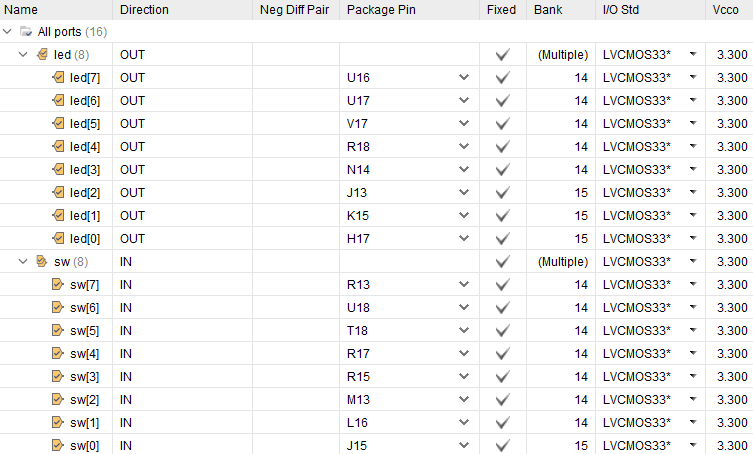 Name Direction Neg Diff Pair Package Pin Fixed Bank I/O Std Vcco
All ports (16)
led (8) OUT (Multiple) LVCMOS33* 3.300
led[7] OUT U16 14 LVCMOS33* 3.300
led[6] OUT U17 14 LVCMOS33* 3.300
led[5] OUT V17 14 LVCMOS33* 3.300
led[4] OUT R18 14 LVCMOS33* 3.300
led[3] OUT N14 14 LVCMOS33* 3.300
led[2] OUT J13 15 LVCMOS33* 3.300
led[1] OUT K15 15 LVCMOS33* 3.300
led[0] OUT H17 15 LVCMOS33* 3.300
sw (8) IN (Multiple) LVCMOS33* 3.300
sw[7] IN R13 14 LVCMOS33* 3.300
sw[6] IN U18 14 LVCMOS33* 3.300
sw[5] IN T18 14 LVCMOS33* 3.300
sw[4] IN R17 14 LVCMOS33* 3.300
sw[3] IN R15 14 LVCMOS33* 3.300
sw[2] IN M13 14 LVCMOS33* 3.300
sw[1] IN L16 14 LVCMOS33* 3.300
sw[0] IN J15 15 LVCMOS33* 3.300